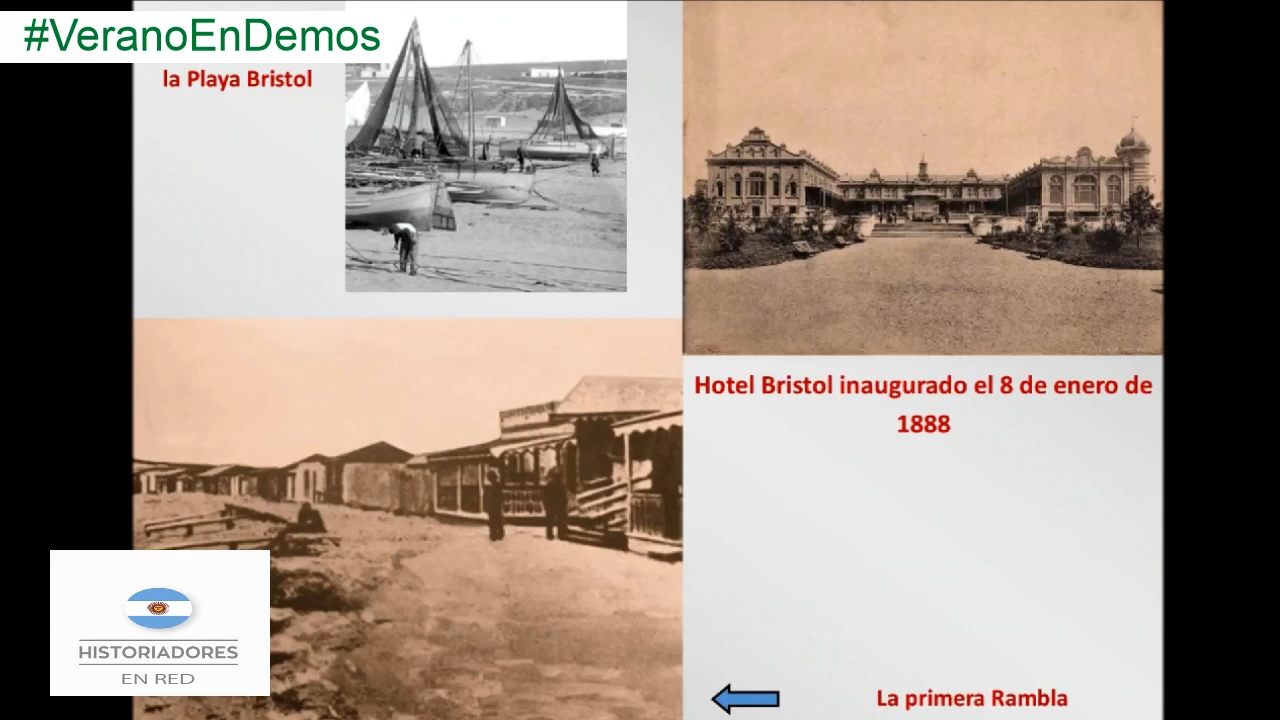 #VeranoEnDemos
la Playa Bristol
Hotel Bristol inaugurado el 8 de enero de
1888
HISTORIADORES
EN RED
La primera Rambla